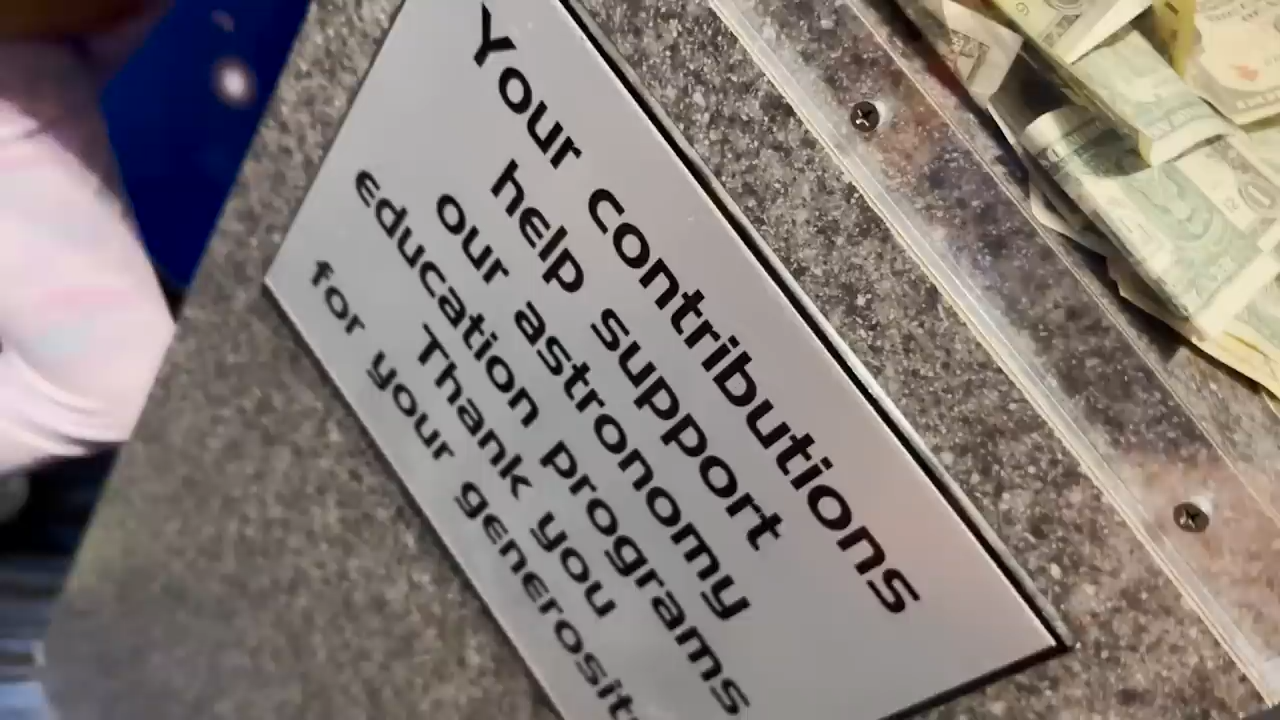 Your contributions
help support
our astronomy
education programs
Thank you
for your